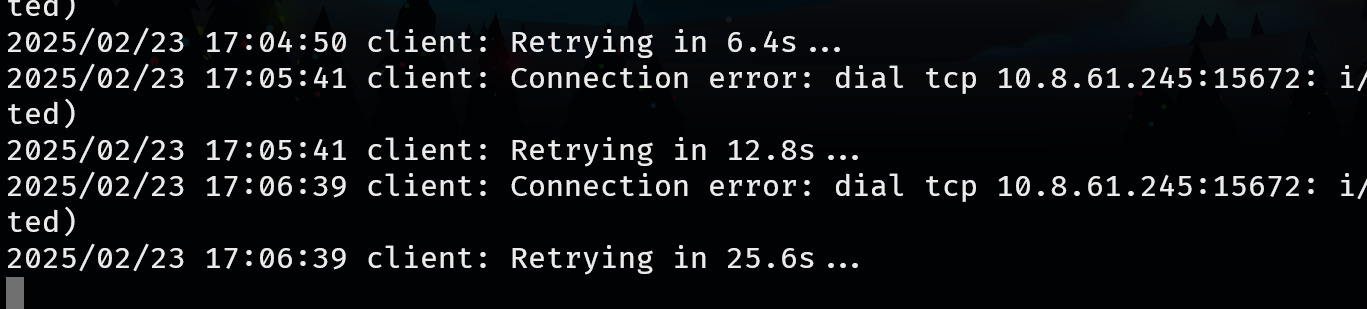 ted)
2025/02/23 17:04:50 client: Retrying in 6.4s...
2025/02/23 17:05:41 client: Connection error: dial tcp 10.8.61.245:15672: i/
ted)
2025/02/23 17:05:41 client: Retrying in 12.8s...
2025/02/23 17:06:39 client: Connection error: dial tcp 10.8.61.245:15672: i/
ted)
2025/02/23 17:06:39 client: Retrying in 25.6s...